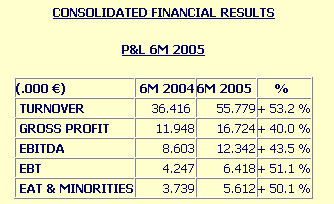 CONSOLIDATED FINANCIAL RESULTS
P&L 6M 2005
(.000 €) 6M 2004 6M 2005 %
TURNOVER 36.416 55.779 + 53.2 %
GROSS PROFIT 11.948 16.724 + 40.0 %
EBITDA 8.603 12.342 + 43.5 %
EBT 4.247 6.418 + 51.1 %
EAT & MINORITIES 3.739 5.612 + 50.1 %